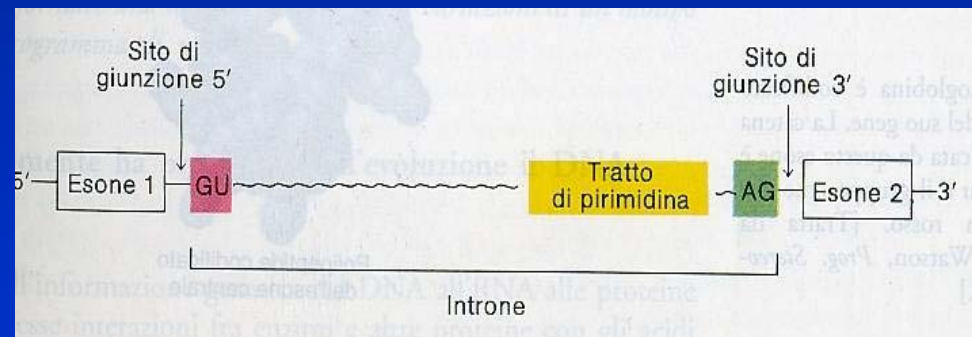 Sito di
giunzione 5′
Sito di
giunzione 3′
5′
Esone 1
GU
Tratto
di pirimidina
AG
Esone 2
3′
Introne